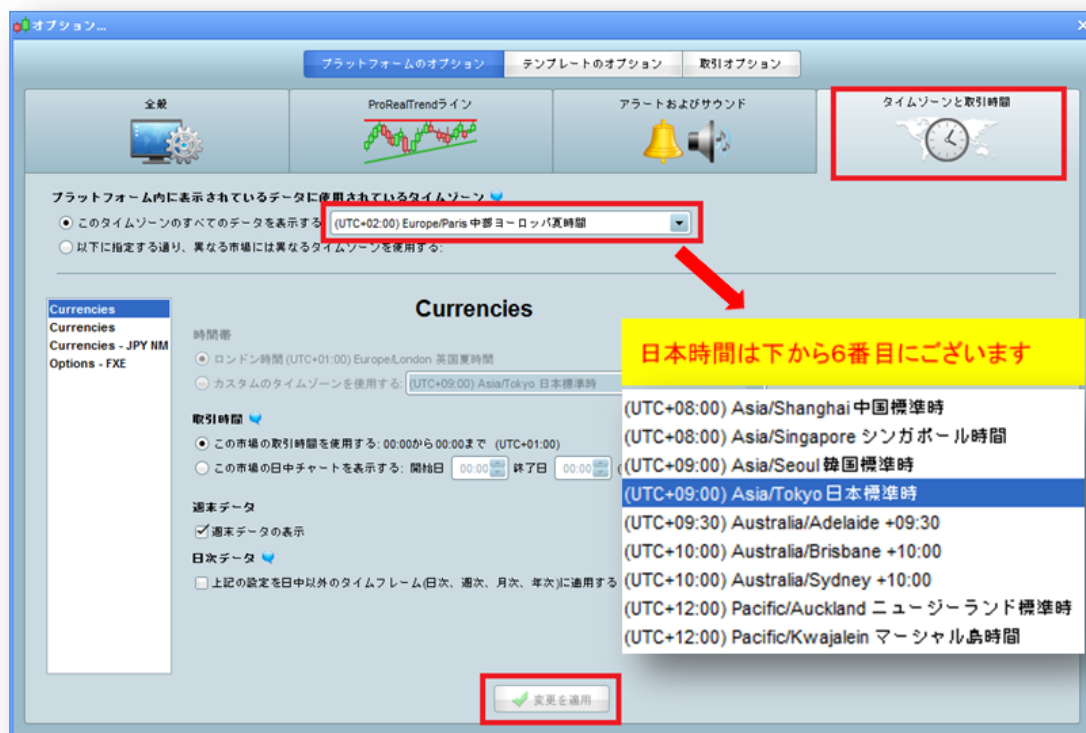 オプション...
プラットフォームのオプション テンプレートのオプション 取引オプション
全般 ProRealTrendライン アラートおよびサウンド タイムゾーンと取引時間
プラットフォーム内に表示されているデータに使用されているタイムゾーン
このタイムゾーンのすべてのデータを表示する (UTC+02:00) Europe/Paris 中部ヨーロッパ夏時間
以下に指定する通り、異なる市場には異なるタイムゾーンを使用する:
Currencies
Currencies
Currencies - JPY NM
Options - FXE
Currencies
時間帯
ロンドン時間 (UTC+01:00) Europe/London 英国夏時間
カスタムのタイムゾーンを使用する: (UTC+09:00) Asia/Tokyo 日本標準時
取引時間
この市場の取引時間を使用する: 00:00から00:00まで (UTC+01:00)
この市場の日中チャートを表示する: 開始日 00:00 終了日 00:00 (
週末データ
週末データの表示
日次データ
上記の設定を日中以外のタイムフレーム(日次、週次、月次、年次)に適用する
日本時間は下から6番目にございます
(UTC+08:00) Asia/Shanghai 中国標準時
(UTC+08:00) Asia/Singapore シンガポール時間
(UTC+09:00) Asia/Seoul 韓国標準時
(UTC+09:00) Asia/Tokyo 日本標準時
(UTC+09:30) Australia/Adelaide +09:30
(UTC+10:00) Australia/Brisbane +10:00
(UTC+10:00) Australia/Sydney +10:00
(UTC+12:00) Pacific/Auckland ニュージーランド標準時
(UTC+12:00) Pacific/Kwajalein マーシャル島時間
変更を適用